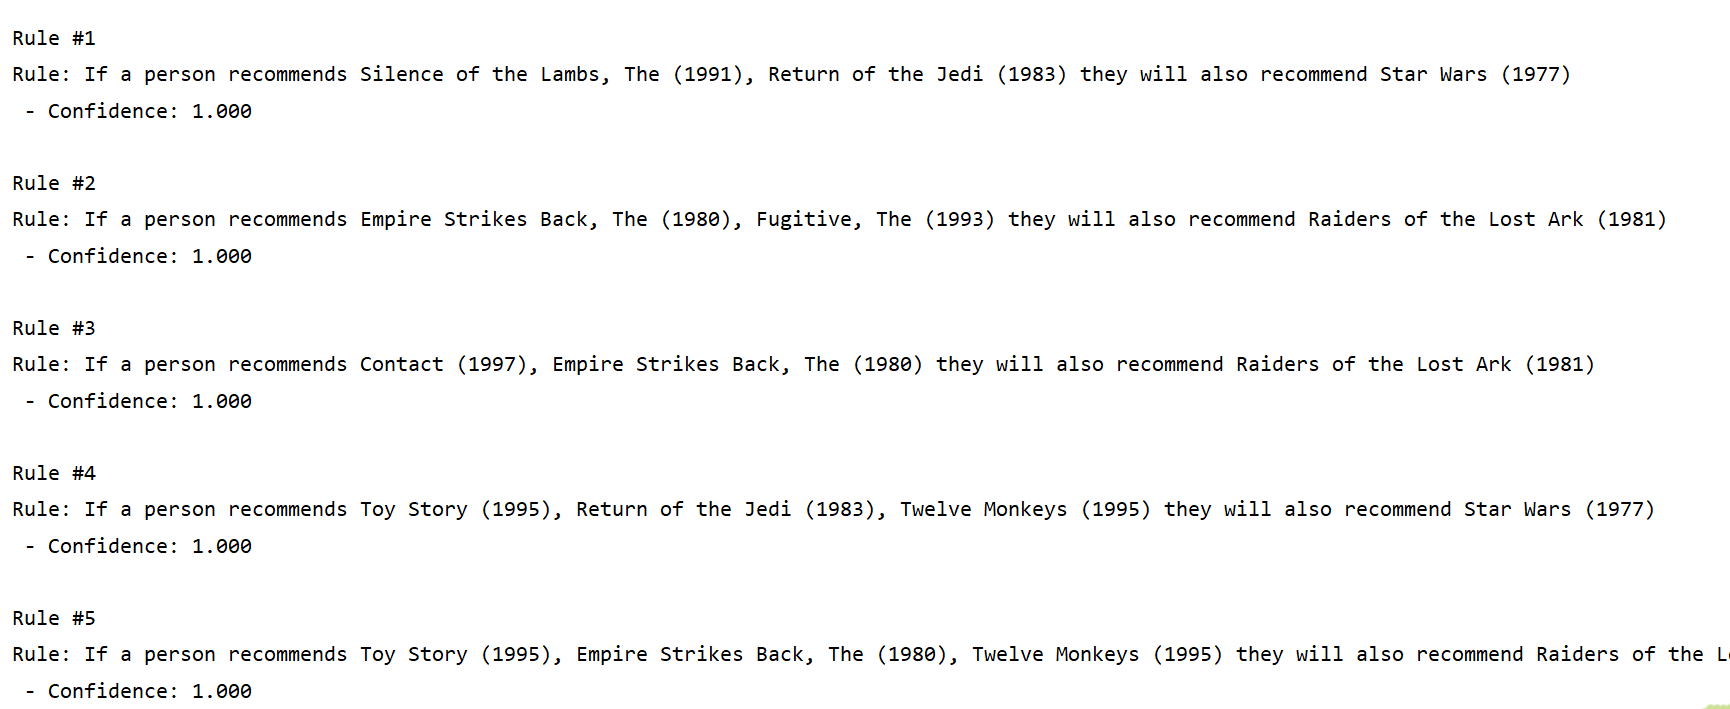 Rule #1
Rule: If a person recommends Silence of the Lambs, The (1991), Return of the Jedi (1983) they will also recommend Star Wars (1977)
- Confidence: 1.000
Rule #2
Rule: If a person recommends Empire Strikes Back, The (1980), Fugitive, The (1993) they will also recommend Raiders of the Lost Ark (1981)
- Confidence: 1.000
Rule #3
Rule: If a person recommends Contact (1997), Empire Strikes Back, The (1980) they will also recommend Raiders of the Lost Ark (1981)
- Confidence: 1.000
Rule #4
Rule: If a person recommends Toy Story (1995), Return of the Jedi (1983), Twelve Monkeys (1995) they will also recommend Star Wars (1977)
- Confidence: 1.000
Rule #5
Rule: If a person recommends Toy Story (1995), Empire Strikes Back, The (1980), Twelve Monkeys (1995) they will also recommend Raiders of the
- Confidence: 1.000